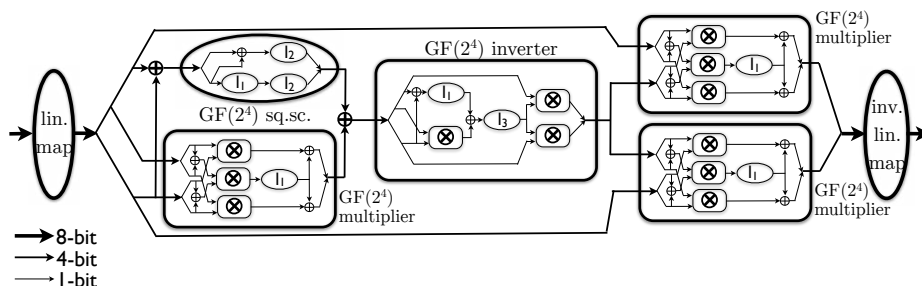 lin.
map
I₂
I₁
I₂
GF(2⁴) sq.sc.
⊗
⊗
I₁
⊗
GF(2⁴)
multiplier
GF(2⁴) inverter
I₁
I₃
⊗
⊗
⊗
GF(2⁴)
multiplier
⊗
⊗
I₁
⊗
⊗
⊗
I₁
⊗
GF(2⁴)
multiplier
inv.
lin.
map
8-bit
4-bit
1-bit